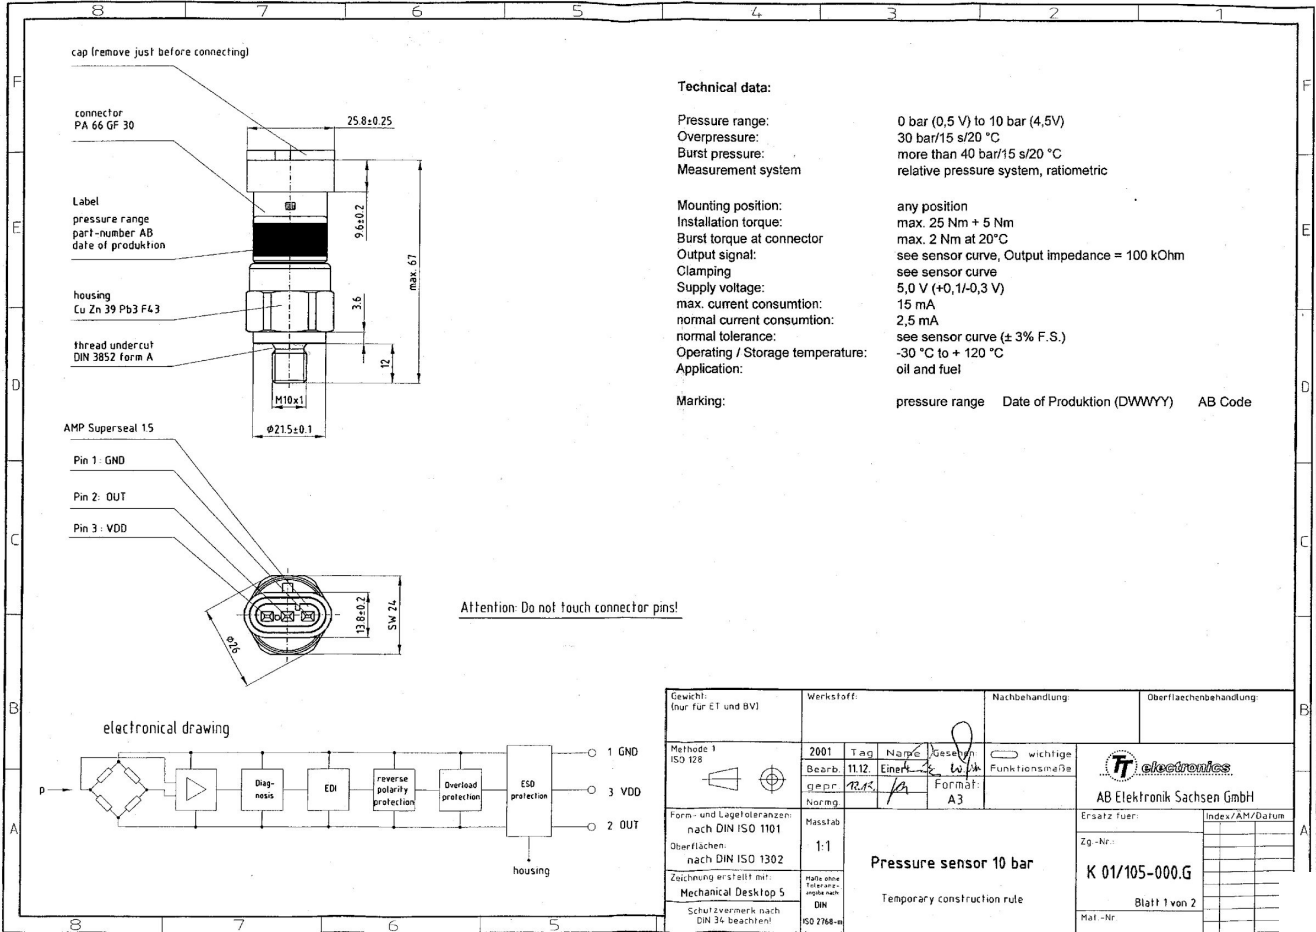 8 7 6 5 4 3 2 1
F
E
D
C
B
A
F
E
D
C
B
A
cap (remove just before connecting)
connector
PA 66 GF 30
Label
pressure range
part-number AB
date of produktion
housing
Cu Zn 39 Pb3 F43
thread undercut
DIN 3852 form A
25.8±0.25
9.6±0.2
max. 67
3.6
12
M10x1
ø21.5±0.1
Technical data:
Pressure range: 0 bar (0,5 V) to 10 bar (4,5V)
Overpressure: 30 bar/15 s/20 °C
Burst pressure: more than 40 bar/15 s/20 °C
Measurement system relative pressure system, ratiometric
Mounting position: any position
Installation torque: max. 25 Nm + 5 Nm
Burst torque at connector max. 2 Nm at 20°C
Output signal: see sensor curve, Output impedance = 100 kOhm
Clamping see sensor curve
Supply voltage: 5,0 V (+0,1/-0,3 V)
max. current consumtion: 15 mA
normal current consumtion: 2,5 mA
normal tolerance: see sensor curve (± 3% F.S.)
Operating / Storage temperature: -30 °C to + 120 °C
Application: oil and fuel
Marking: pressure range Date of Produktion (DWWYY) AB Code
AMP Superseal 1.5
Pin 1 : GND
Pin 2: OUT
Pin 3 : VDD
13.8±0.2
SW 24
ø26
Attention: Do not touch connector pins!
electronical drawing
p
Diag-
nosis
EDI
reverse
polarity
protection
Overload
protection
ESD
protection
1 GND
3 VDD
2 OUT
housing
Gewicht:
(nur für ET und BV)
Werkstoff:
Nachbehandlung:
Oberflaechenbehandlung:
Methode 1
ISO 128
2001 Tag Name Gesehen
Bearb. 11.12. Einert
gepr. 12.12.
Normg.
Format:
A3
wichtige
Funktionsmaße
TT electronics
AB Elektronik Sachsen GmbH
Form- und Lagetoleranzen:
nach DIN ISO 1101
Oberflächen:
nach DIN ISO 1302
Zeichnung erstellt mit:
Mechanical Desktop 5
Schutzvermerk nach
DIN 34 beachten!
Masstab
1:1
Maße ohne
Toleranz-
angabe nach
DIN
ISO 2768-m
Pressure sensor 10 bar
Temporary construction rule
Ersatz fuer:
Index/AM/Datum
Zg.-Nr.:
K 01/105-000.G
Blatt 1 von 2
Mat.-Nr.
8 7 6 5